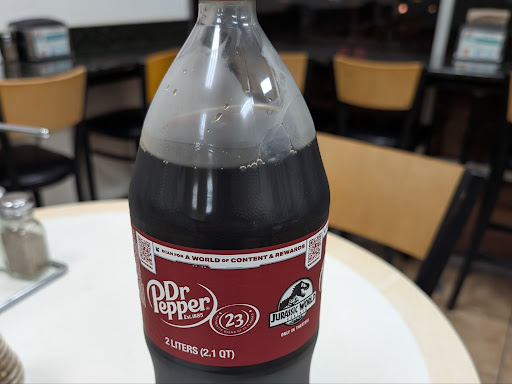 SCAN FOR A WORLD OF CONTENT & REWARDS
Dr
Pepper
Est. 1885
23
JURASSIC WORLD
ONLY IN THEATERS
2 LITERS (2.1 QT)